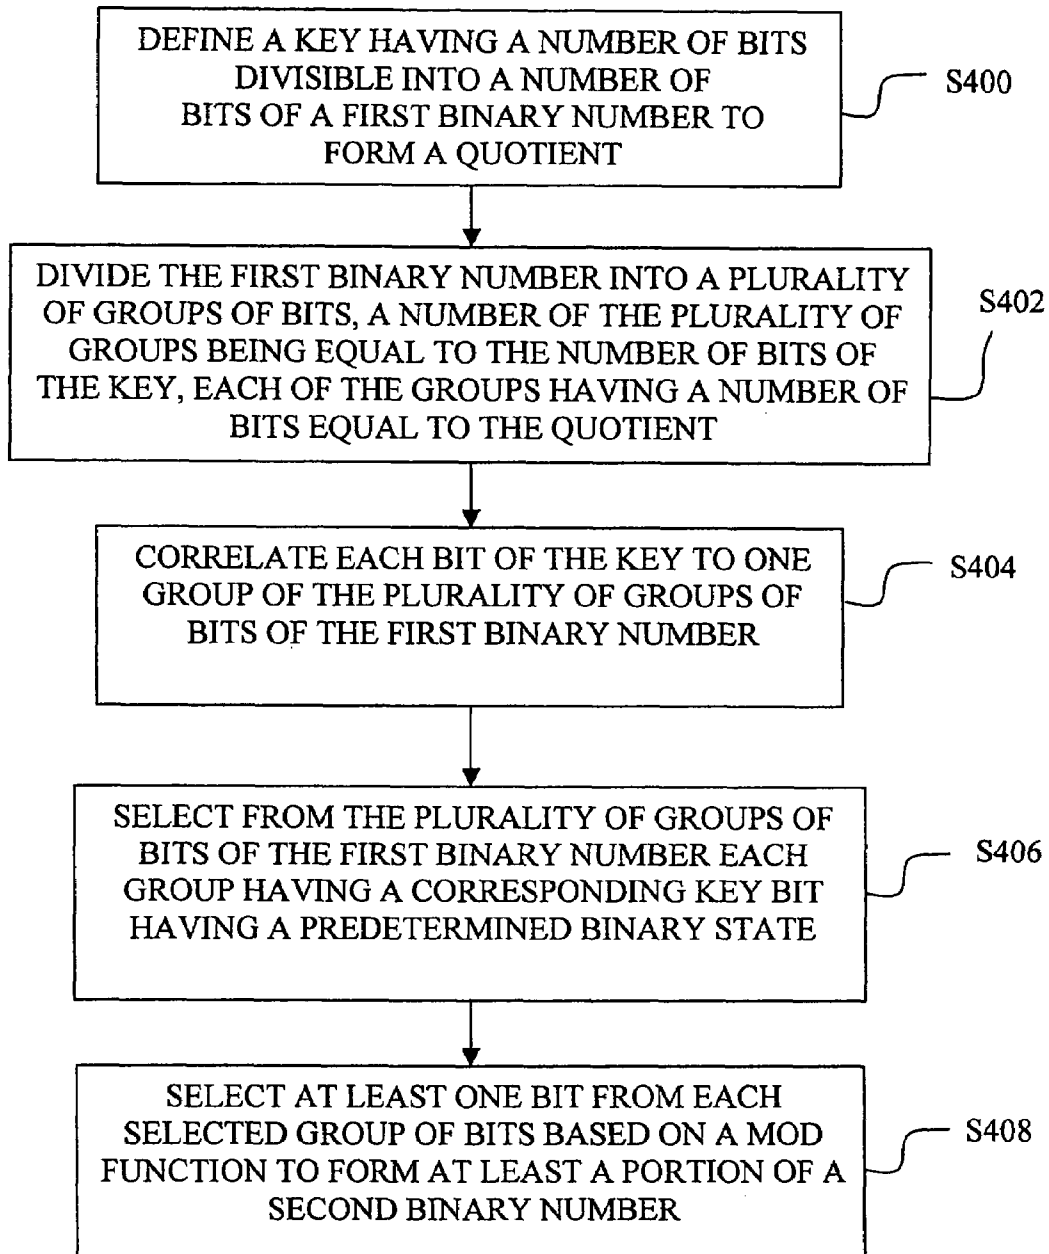 DEFINE A KEY HAVING A NUMBER OF BITS
DIVISIBLE INTO A NUMBER OF
BITS OF A FIRST BINARY NUMBER TO
FORM A QUOTIENT
S400
DIVIDE THE FIRST BINARY NUMBER INTO A PLURALITY
OF GROUPS OF BITS, A NUMBER OF THE PLURALITY OF
GROUPS BEING EQUAL TO THE NUMBER OF BITS OF
THE KEY, EACH OF THE GROUPS HAVING A NUMBER OF
BITS EQUAL TO THE QUOTIENT
S402
CORRELATE EACH BIT OF THE KEY TO ONE
GROUP OF THE PLURALITY OF GROUPS OF
BITS OF THE FIRST BINARY NUMBER
S404
SELECT FROM THE PLURALITY OF GROUPS OF
BITS OF THE FIRST BINARY NUMBER EACH
GROUP HAVING A CORRESPONDING KEY BIT
HAVING A PREDETERMINED BINARY STATE
S406
SELECT AT LEAST ONE BIT FROM EACH
SELECTED GROUP OF BITS BASED ON A MOD
FUNCTION TO FORM AT LEAST A PORTION OF A
SECOND BINARY NUMBER
S408